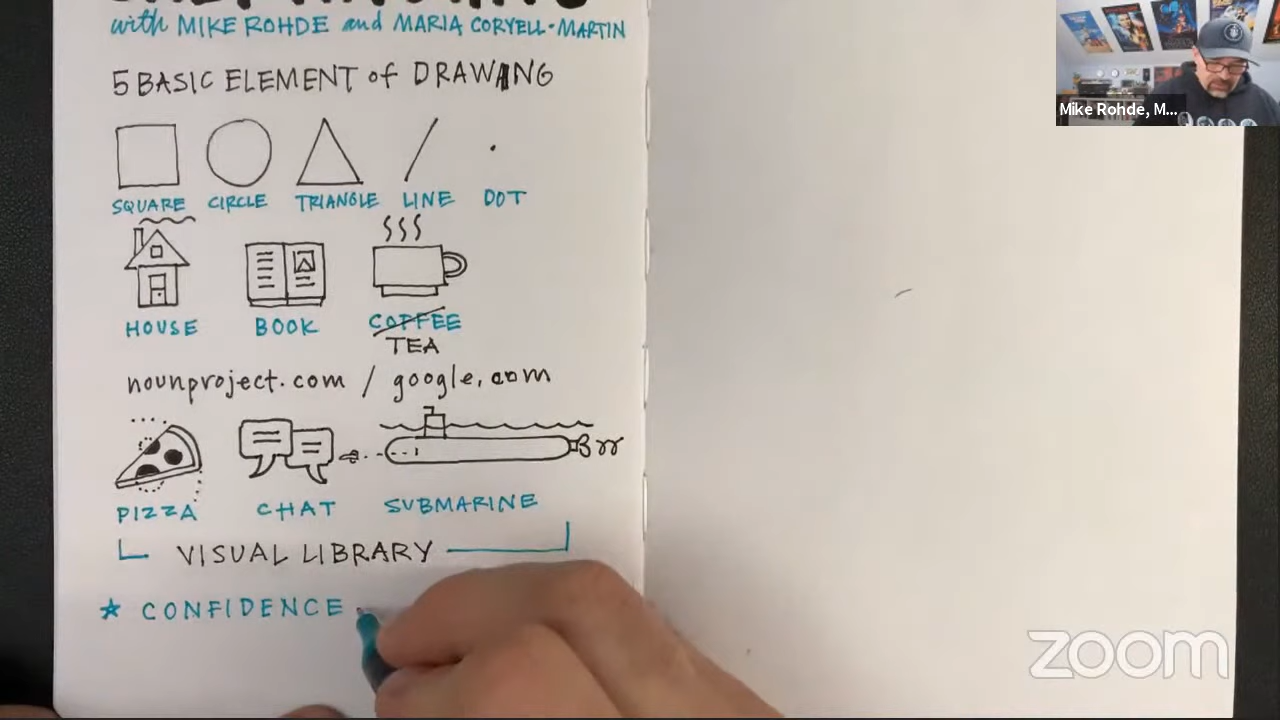 with MIKE ROHDE and MARIA CORYELL-MARTIN
5 BASIC ELEMENT of DRAWING
SQUARE CIRCLE TRIANGLE LINE DOT
HOUSE BOOK COFFEE
TEA
nounproject.com / google.com
PIZZA CHAT SUBMARINE
VISUAL LIBRARY
CONFIDENCE
Mike Rohde, M...
zoom